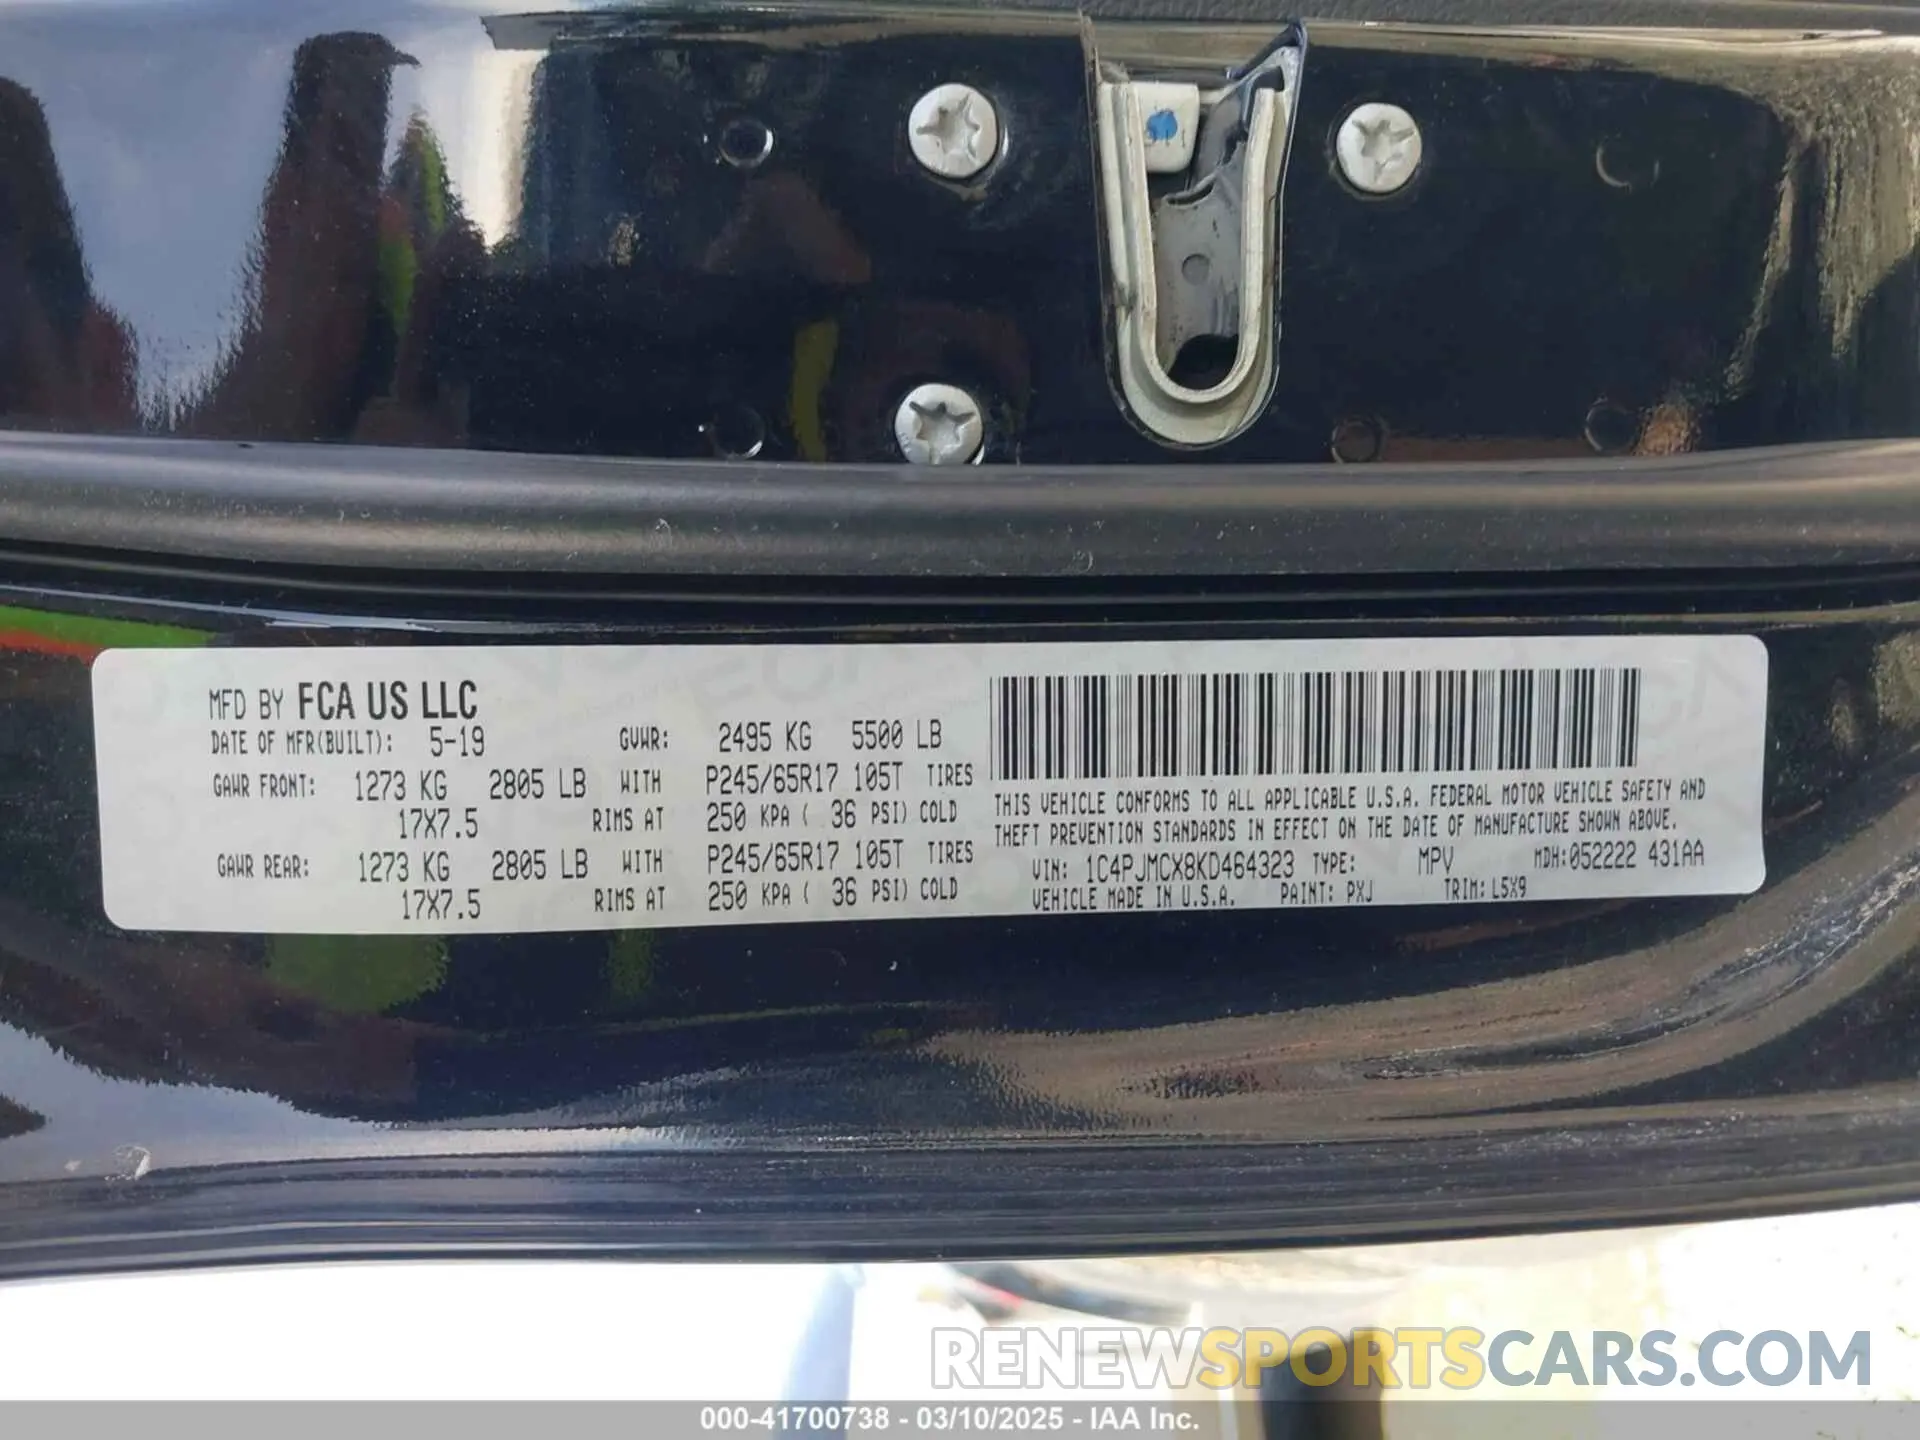 MFD BY FCA US LLC
DATE OF MFR(BUILT): 5-19 GVWR: 2495 KG 5500 LB
GAWR FRONT: 1273 KG 2805 LB WITH P245/65R17 105T TIRES
17X7.5 RIMS AT 250 KPA ( 36 PSI) COLD
GAWR REAR: 1273 KG 2805 LB WITH P245/65R17 105T TIRES
17X7.5 RIMS AT 250 KPA ( 36 PSI) COLD
THIS VEHICLE CONFORMS TO ALL APPLICABLE U.S.A. FEDERAL MOTOR VEHICLE SAFETY AND
THEFT PREVENTION STANDARDS IN EFFECT ON THE DATE OF MANUFACTURE SHOWN ABOVE.
VIN: 1C4PJMCX8KD464323 TYPE: MPV MDH:052222 431AA
VEHICLE MADE IN U.S.A. PAINT: PXJ TRIM: L5X9
RENEWSPORTSCARS.COM
000-41700738 - 03/10/2025 - IAA Inc.